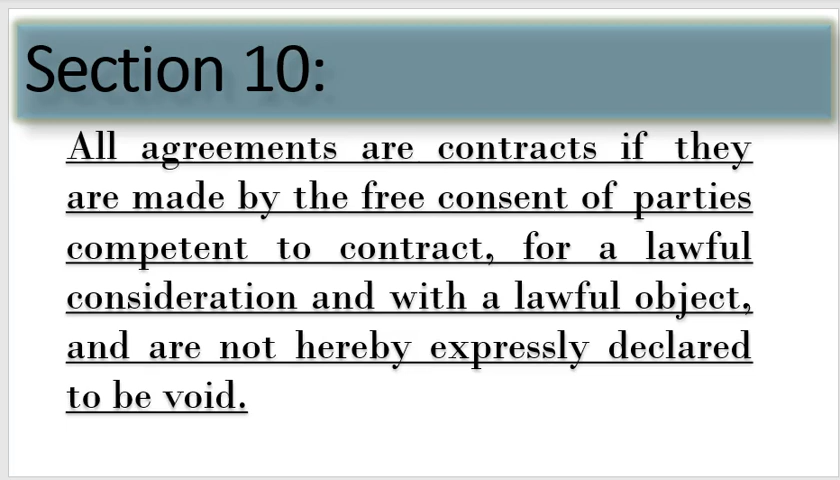 Section 10:
All agreements are contracts if they
are made by the free consent of parties
competent to contract, for a lawful
consideration and with a lawful object,
and are not hereby expressly declared
to be void.